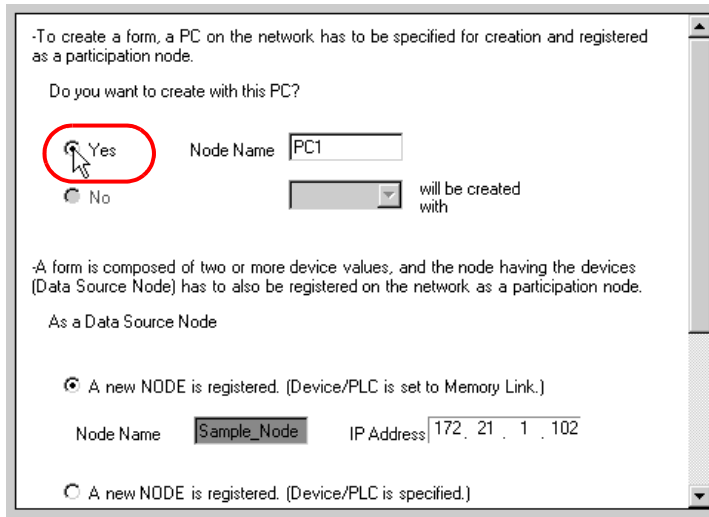 -To create a form, a PC on the network has to be specified for creation and registered
as a participation node.
Do you want to create with this PC?
Yes Node Name PC1
No will be created
with
-A form is composed of two or more device values, and the node having the devices
(Data Source Node) has to also be registered on the network as a participation node.
As a Data Source Node
A new NODE is registered. (Device/PLC is set to Memory Link.)
Node Name Sample_Node IP Address 172 . 21 . 1 . 102
A new NODE is registered. (Device/PLC is specified.)